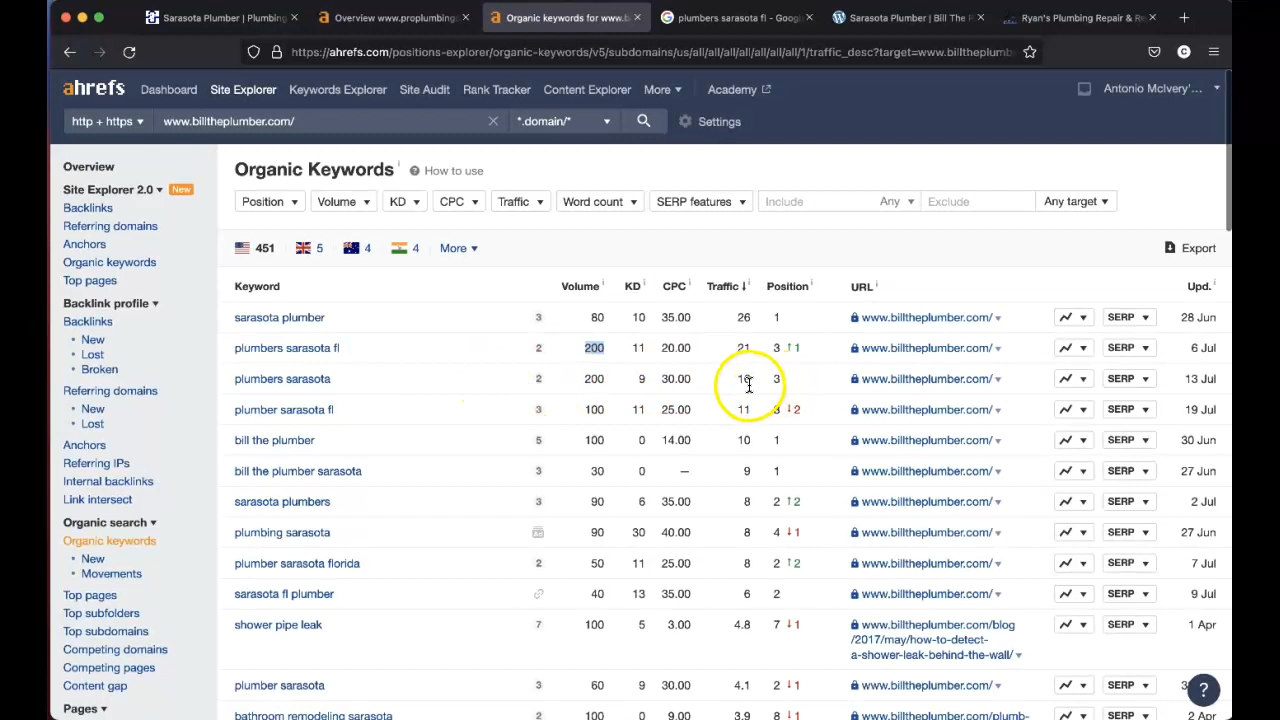 Sarasota Plumber | Plumbing
Overview www.proplumbing
Organic keywords for www.b
plumbers sarasota fl - Googl
Sarasota Plumber | Bill The
Ryan's Plumbing Repair & Re
https://ahrefs.com/positions-explorer/organic-keywords/v5/subdomains/us/all/all/all/all/all/all/all/1/traffic_desc?target=www.billtheplumb
ahrefs Dashboard Site Explorer Keywords Explorer Site Audit Rank Tracker Content Explorer More Academy Antonio McIvery'...
http + https www.billtheplumber.com/ *.domain/* Settings
Overview
Site Explorer 2.0 New
Backlinks
Referring domains
Anchors
Organic keywords
Top pages
Backlink profile
Backlinks
New
Lost
Broken
Referring domains
New
Lost
Anchors
Referring IPs
Internal backlinks
Link intersect
Organic search
Organic keywords
New
Movements
Top pages
Top subfolders
Top subdomains
Competing domains
Competing pages
Content gap
Pages
Organic Keywords i ? How to use
Position Volume KD CPC Traffic Word count SERP features Include Any Exclude Any target
451 5 4 4 More Export
Keyword Volume KD CPC Traffic Position URL Upd.
sarasota plumber 3 80 10 35.00 26 1 www.billtheplumber.com/ SERP 28 Jun
plumbers sarasota fl 2 200 11 20.00 21 3 ↑1 www.billtheplumber.com/ SERP 6 Jul
plumbers sarasota 2 200 9 30.00 3 www.billtheplumber.com/ SERP 13 Jul
plumber sarasota fl 3 100 11 25.00 11 3 ↓2 www.billtheplumber.com/ SERP 19 Jul
bill the plumber 5 100 0 14.00 10 1 www.billtheplumber.com/ SERP 30 Jun
bill the plumber sarasota 3 30 0 — 9 1 www.billtheplumber.com/ SERP 27 Jun
sarasota plumbers 3 90 6 35.00 8 2 ↑2 www.billtheplumber.com/ SERP 2 Jul
plumbing sarasota 90 30 40.00 8 4 ↓1 www.billtheplumber.com/ SERP 27 Jun
plumber sarasota florida 2 50 11 25.00 8 2 ↑2 www.billtheplumber.com/ SERP 7 Jul
sarasota fl plumber 40 13 35.00 6 2 www.billtheplumber.com/ SERP 9 Jul
shower pipe leak 7 100 5 3.00 4.8 7 ↓1 www.billtheplumber.com/blog SERP 1 Apr
/2017/may/how-to-detect-
a-shower-leak-behind-the-wall/
plumber sarasota 3 60 9 30.00 4.1 2 ↓1 www.billtheplumber.com/ SERP
bathroom remodeling sarasota 2 100 0 9.00 3.9 8 ↓1 www.billtheplumber.com/plumb- SERP 2 Apr
?